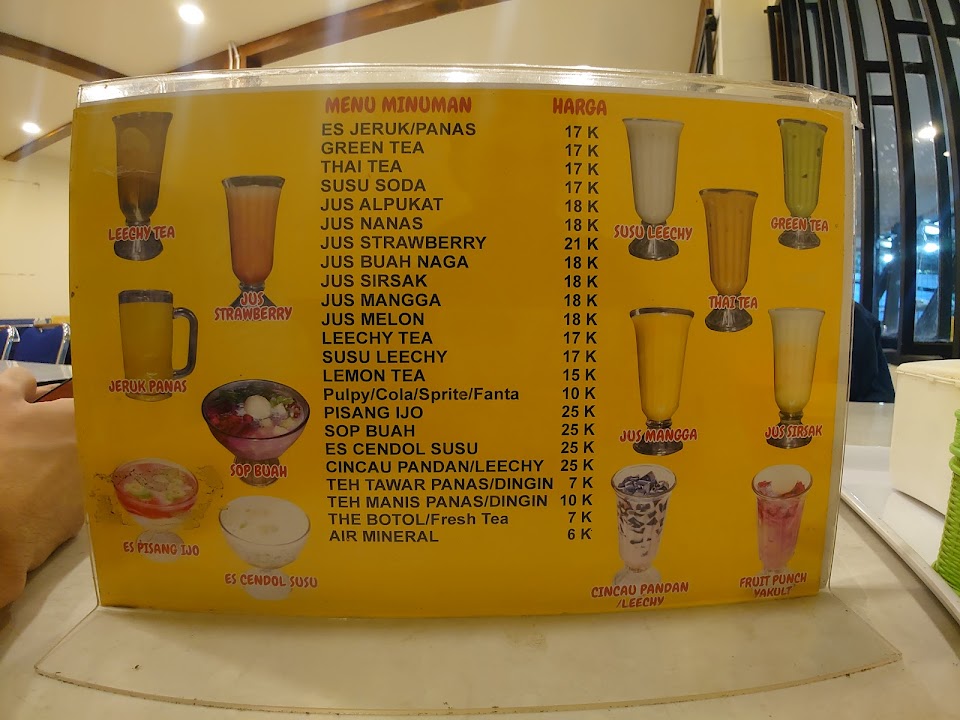 MENU MINUMAN HARGA
ES JERUK/PANAS 17 K
GREEN TEA 17 K
THAI TEA 17 K
SUSU SODA 17 K
JUS ALPUKAT 18 K
JUS NANAS 18 K
JUS STRAWBERRY 21 K
JUS BUAH NAGA 18 K
JUS SIRSAK 18 K
JUS MANGGA 18 K
JUS MELON 18 K
LEECHY TEA 17 K
SUSU LEECHY 17 K
LEMON TEA 15 K
Pulpy/Cola/Sprite/Fanta 10 K
PISANG IJO 25 K
SOP BUAH 25 K
ES CENDOL SUSU 25 K
CINCAU PANDAN/LEECHY 25 K
TEH TAWAR PANAS/DINGIN 7 K
TEH MANIS PANAS/DINGIN 10 K
THE BOTOL/Fresh Tea 7 K
AIR MINERAL 6 K
LEECHY TEA
JUS
STRAWBERRY
JERUK PANAS
SOP BUAH
ES PISANG IJO
ES CENDOL SUSU
SUSU LEECHY
GREEN TEA
THAI TEA
JUS MANGGA
JUS SIRSAK
CINCAU PANDAN
/LEECHY
FRUIT PUNCH
YAKULT